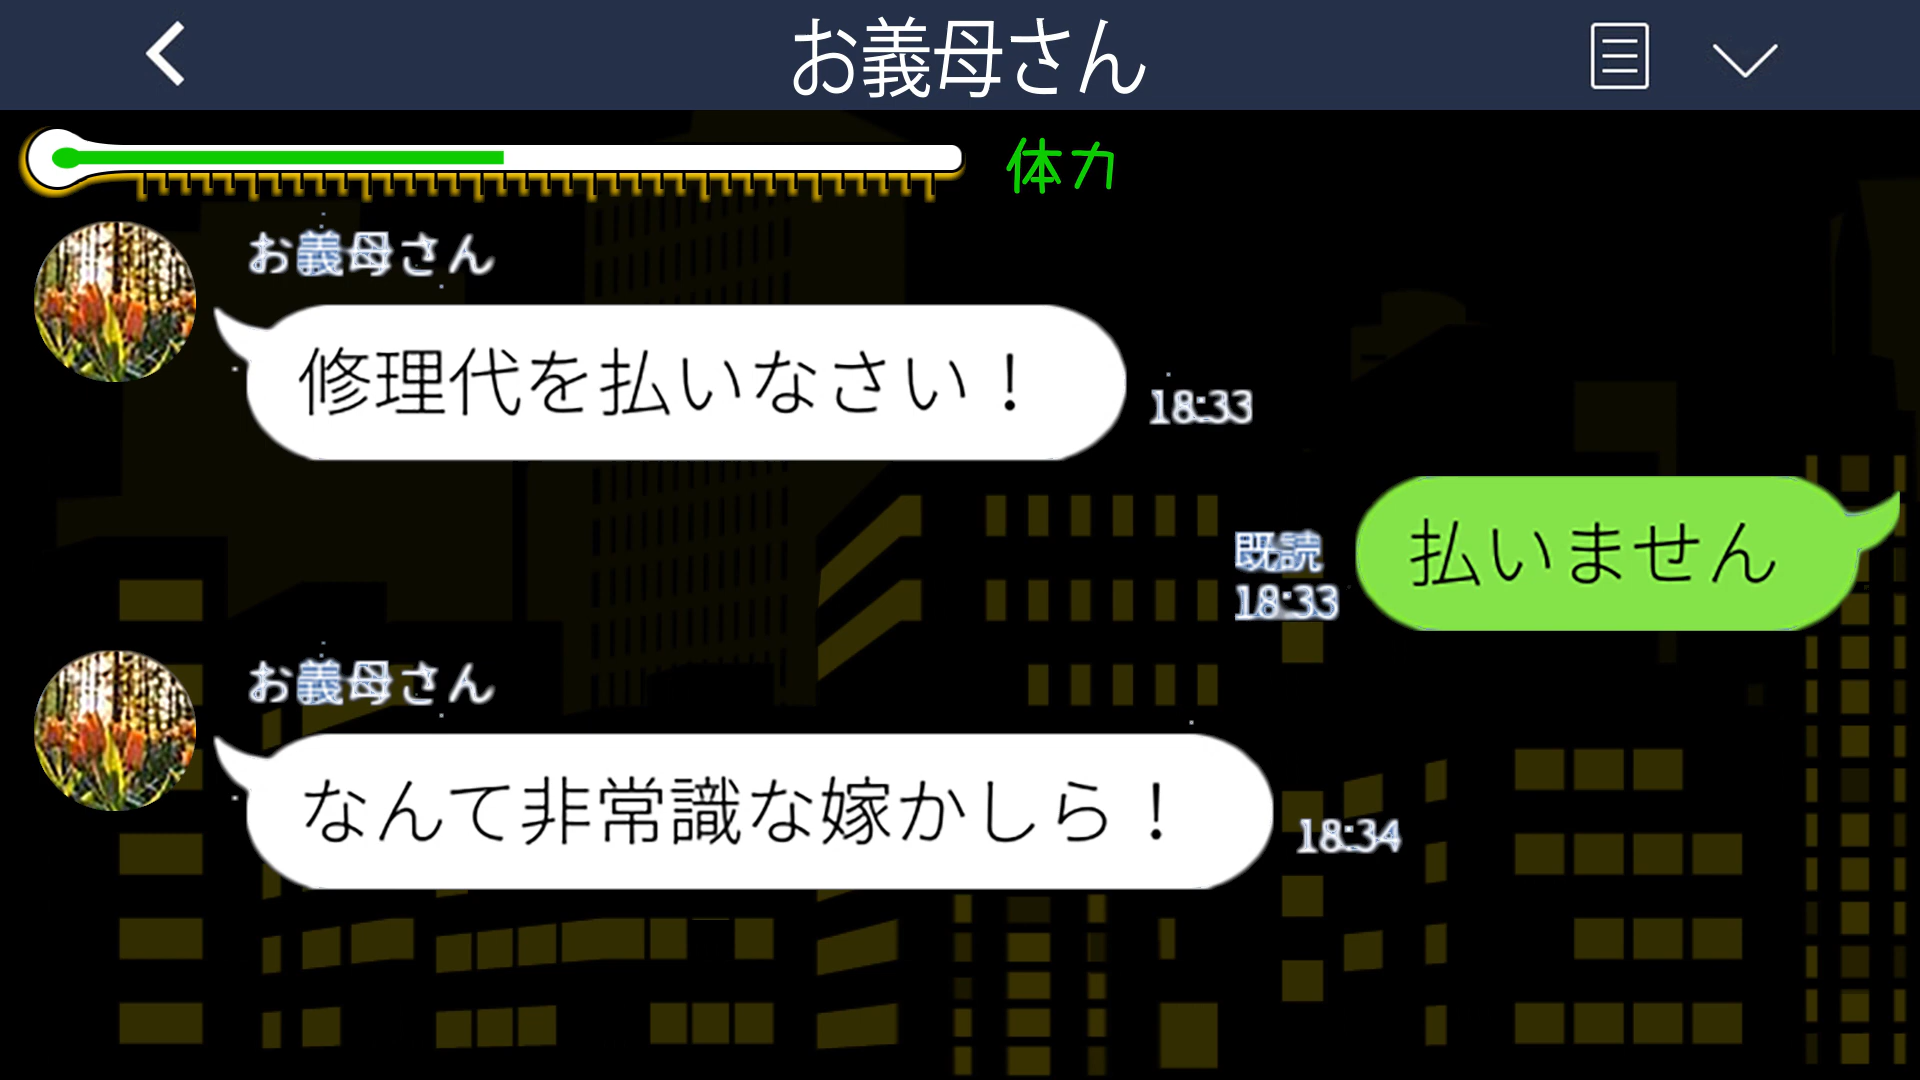 お義母さん
体力
お義母さん
修理代を払いなさい！
18:33
払いません
既読
18:33
お義母さん
なんて非常識な嫁かしら！
18:34